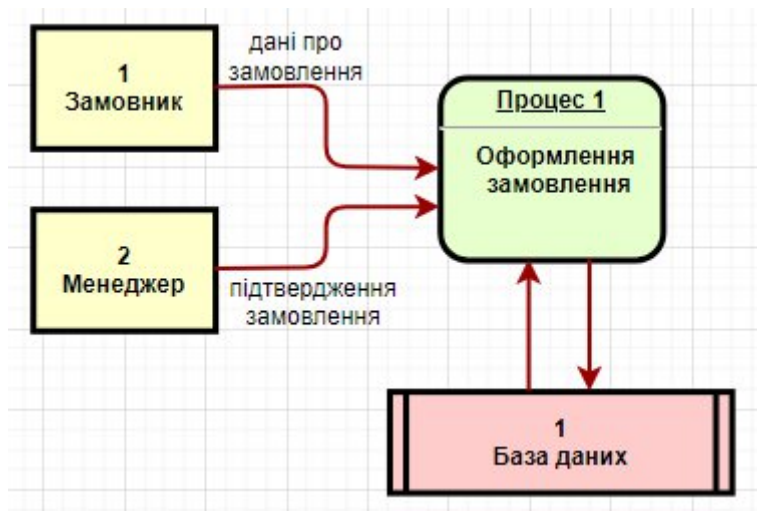 1
Замовник
дані про
замовлення
Процес 1
Оформлення
замовлення
2
Менеджер
підтвердження
замовлення
1
База даних